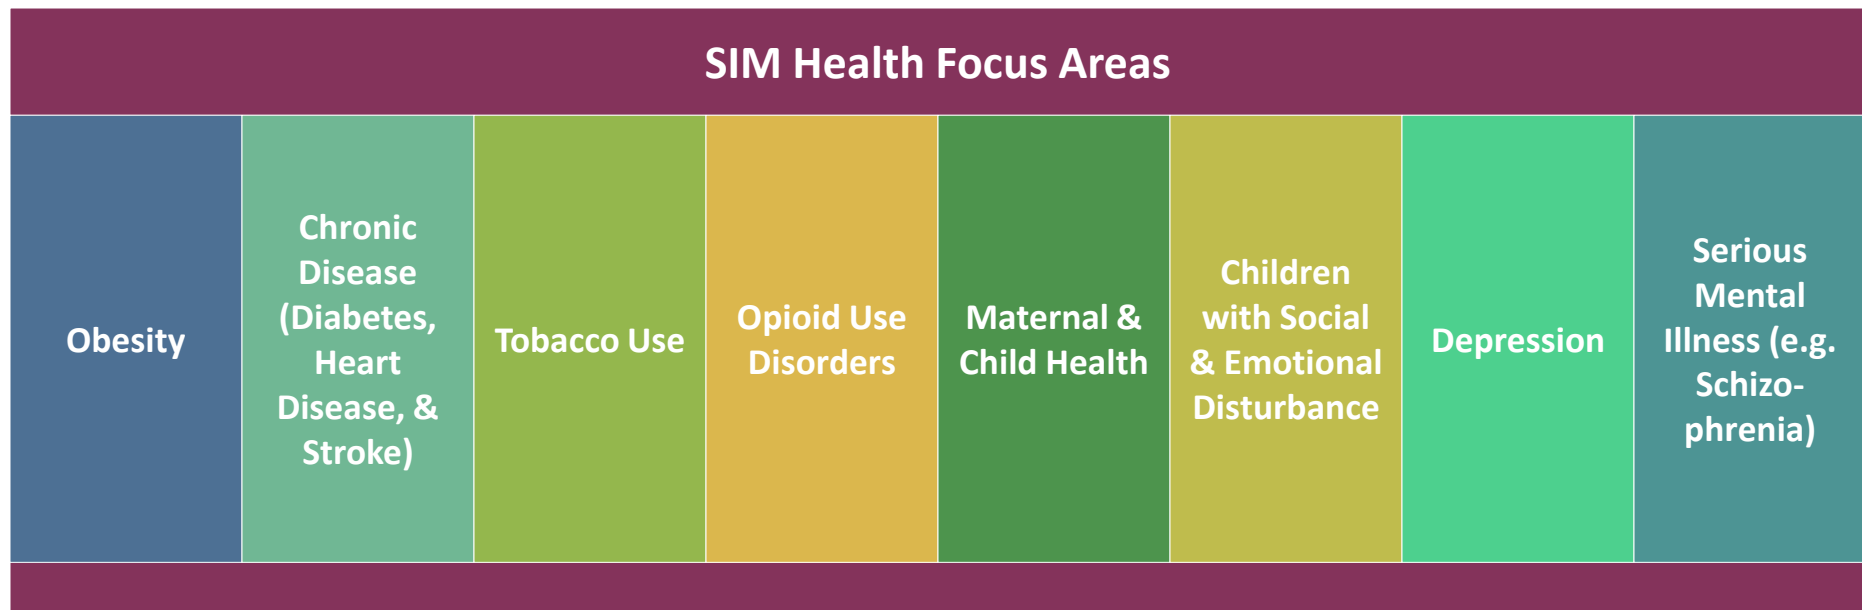 SIM Health Focus Areas
Obesity
Chronic
Disease
(Diabetes,
Heart
Disease, &
Stroke)
Tobacco Use
Opioid Use
Disorders
Maternal &
Child Health
Children
with Social
& Emotional
Disturbance
Depression
Serious
Mental
Illness (e.g.
Schizo-
phrenia)